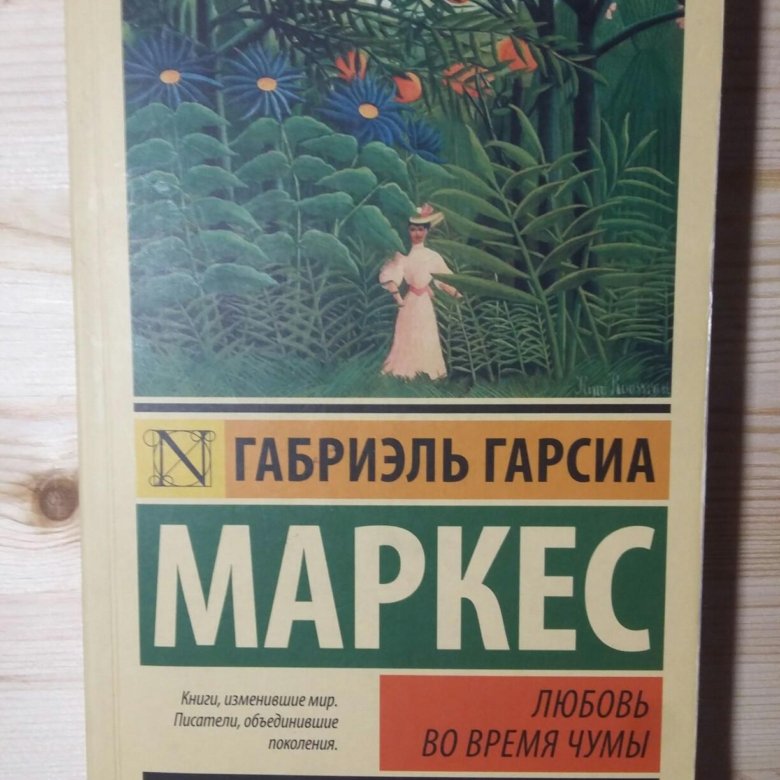 N
ГАБРИЭЛЬ ГАРСИА
МАРКЕС
Книги, изменившие мир.
Писатели, объединившие
поколения.
ЛЮБОВЬ
ВО ВРЕМЯ ЧУМЫ